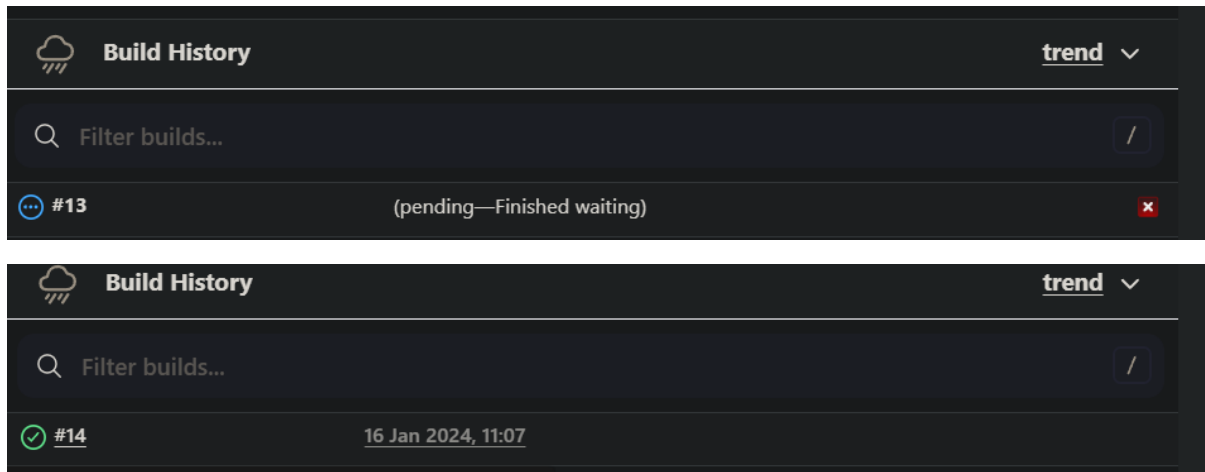 Build History trend
Filter builds... /
#13 (pending—Finished waiting)
Build History trend
Filter builds... /
#14 16 Jan 2024, 11:07